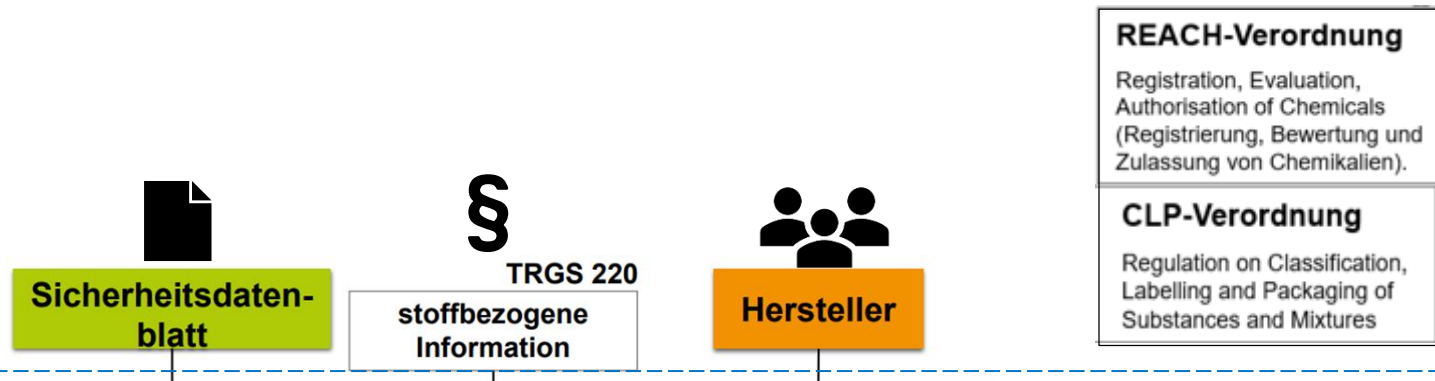 REACH-Verordnung
Registration, Evaluation,
Authorisation of Chemicals
(Registrierung, Bewertung und
Zulassung von Chemikalien).
CLP-Verordnung
Regulation on Classification,
Labelling and Packaging of
Substances and Mixtures
§
TRGS 220
Sicherheitsdaten-
blatt
stoffbezogene
Information
Hersteller